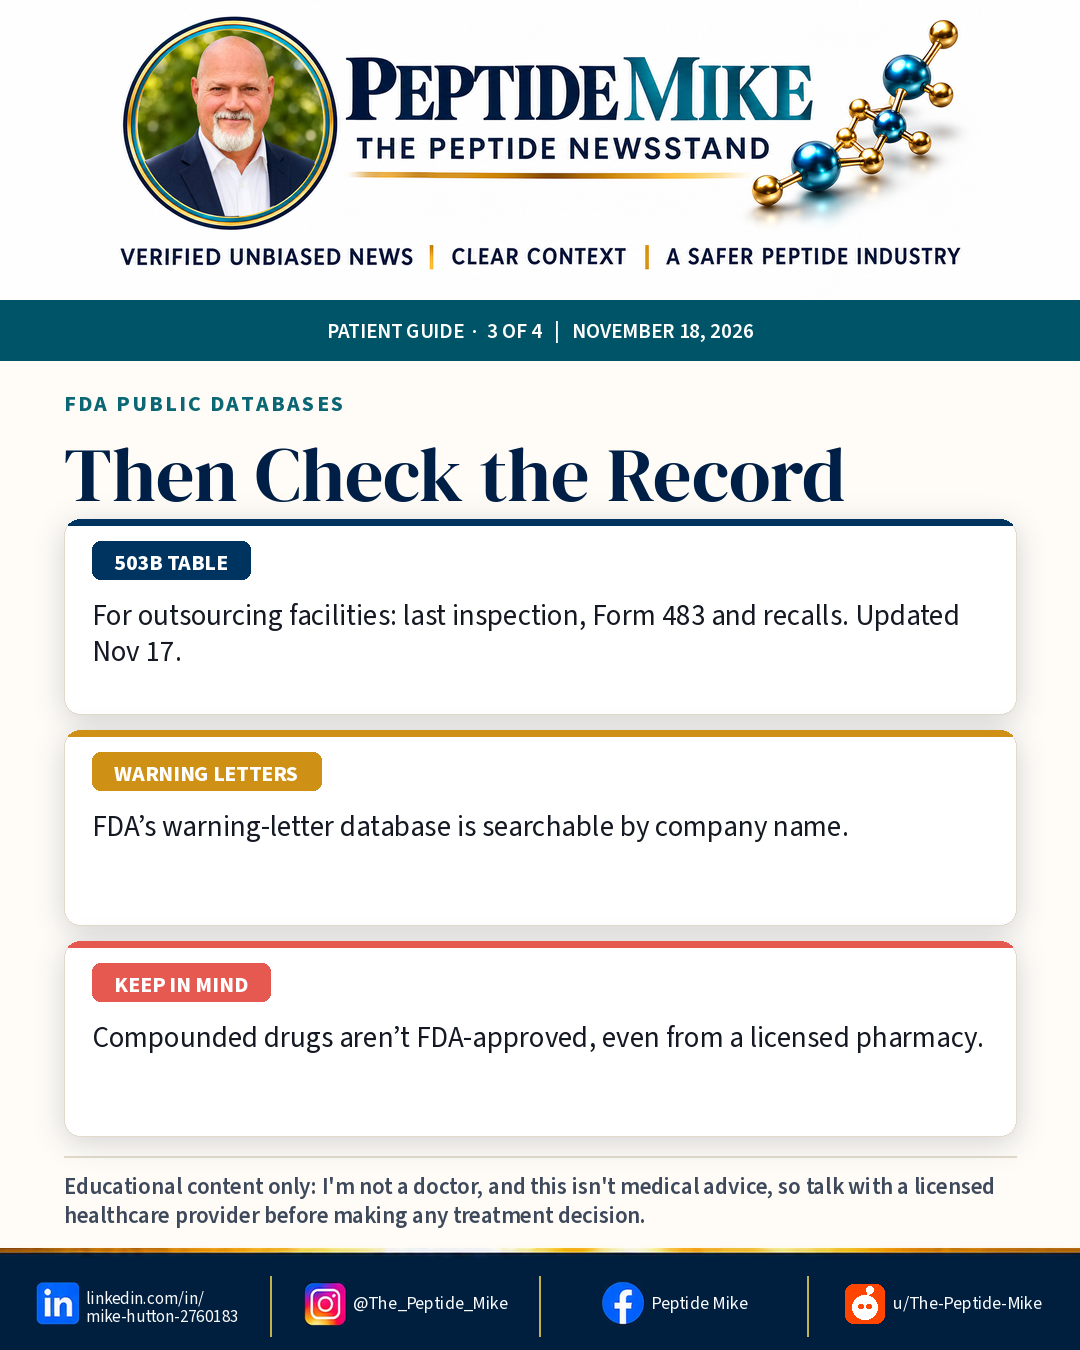 PEPTIDEMIKE
THE PEPTIDE NEWSSTAND
VERIFIED UNBIASED NEWS | CLEAR CONTEXT | A SAFER PEPTIDE INDUSTRY
PATIENT GUIDE · 3 OF 4 | NOVEMBER 18, 2026
FDA PUBLIC DATABASES
Then Check the Record
503B TABLE
For outsourcing facilities: last inspection, Form 483 and recalls. Updated
Nov 17.
WARNING LETTERS
FDA’s warning-letter database is searchable by company name.
KEEP IN MIND
Compounded drugs aren’t FDA-approved, even from a licensed pharmacy.
Educational content only: I'm not a doctor, and this isn't medical advice, so talk with a licensed
healthcare provider before making any treatment decision.
linkedin.com/in/
mike-hutton-2760183
@The_Peptide_Mike
Peptide Mike
u/The-Peptide-Mike